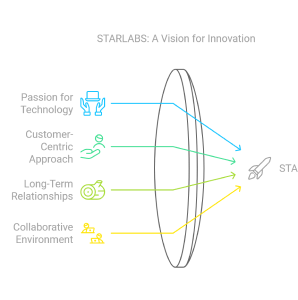 STARLABS: A Vision for Innovation
Passion for
Technology
Customer-
Centric
Approach
Long-Term
Relationships
Collaborative
Environment
STA